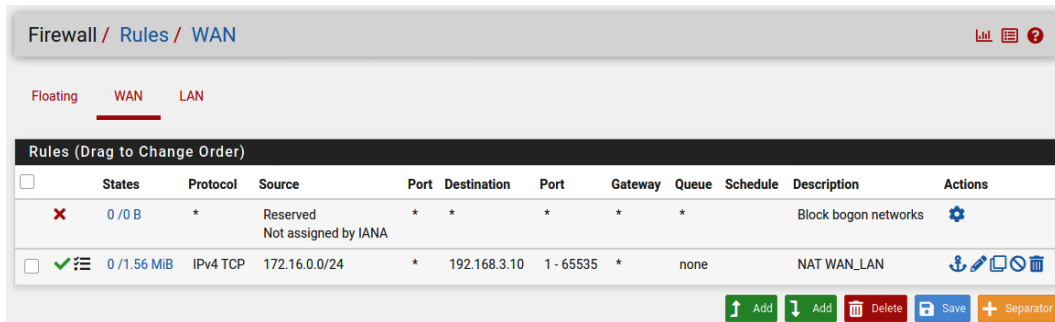 Firewall / Rules / WAN
Floating WAN LAN
Rules (Drag to Change Order)
States Protocol Source Port Destination Port Gateway Queue Schedule Description Actions
0 /0 B * Reserved * * * * * Block bogon networks
Not assigned by IANA
0 /1.56 MiB IPv4 TCP 172.16.0.0/24 * 192.168.3.10 1 - 65535 * none NAT WAN_LAN
Add Add Delete Save Separator